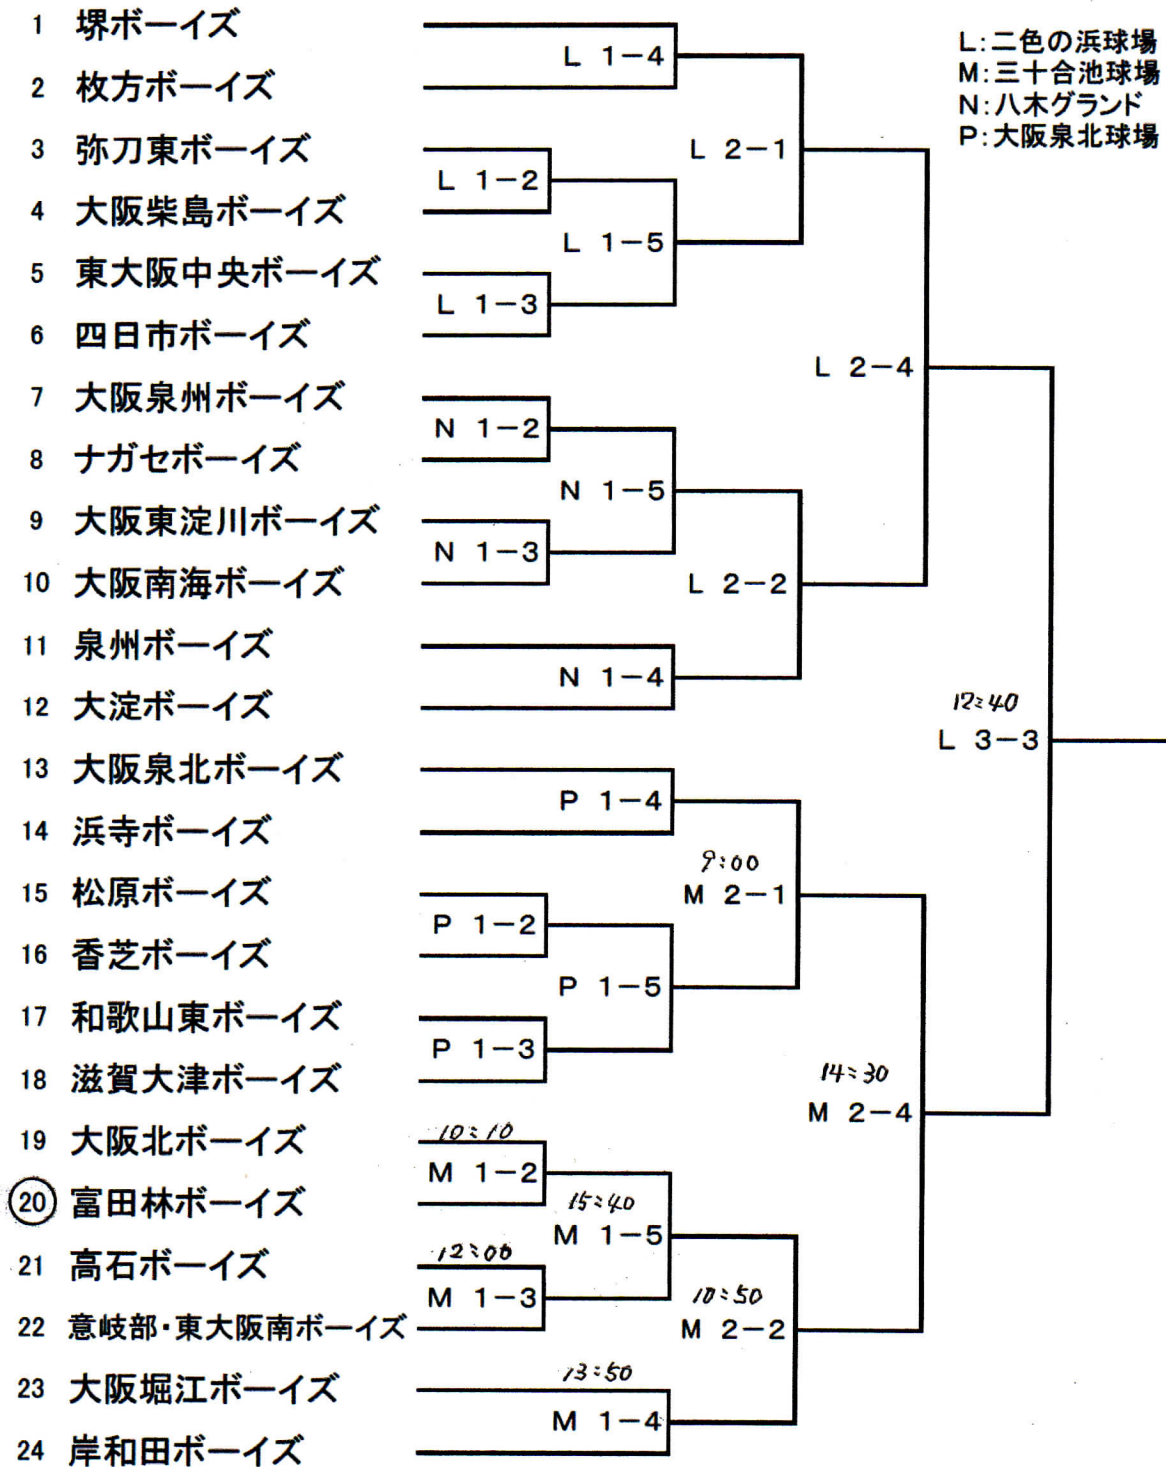 1 堺ボーイズ
L 1-4
2 枚方ボーイズ
L:二色の浜球場
M:三十合池球場
N:八木グランド
P:大阪泉北球場
3 弥刀東ボーイズ
L 1-2
L 2-1
4 大阪柴島ボーイズ
L 1-5
5 東大阪中央ボーイズ
L 1-3
6 四日市ボーイズ
L 2-4
7 大阪泉州ボーイズ
N 1-2
8 ナガセボーイズ
N 1-5
9 大阪東淀川ボーイズ
N 1-3
10 大阪南海ボーイズ
L 2-2
11 泉州ボーイズ
N 1-4
12 大淀ボーイズ
12:40
L 3-3
13 大阪泉北ボーイズ
P 1-4
14 浜寺ボーイズ
9:00
M 2-1
15 松原ボーイズ
P 1-2
16 香芝ボーイズ
P 1-5
17 和歌山東ボーイズ
P 1-3
18 滋賀大津ボーイズ
14:30
M 2-4
19 大阪北ボーイズ
10:10
M 1-2
20 富田林ボーイズ
15:40
M 1-5
21 高石ボーイズ
12:00
M 1-3
22 意岐部・東大阪南ボーイズ
10:50
M 2-2
23 大阪堀江ボーイズ
13:50
M 1-4
24 岸和田ボーイズ